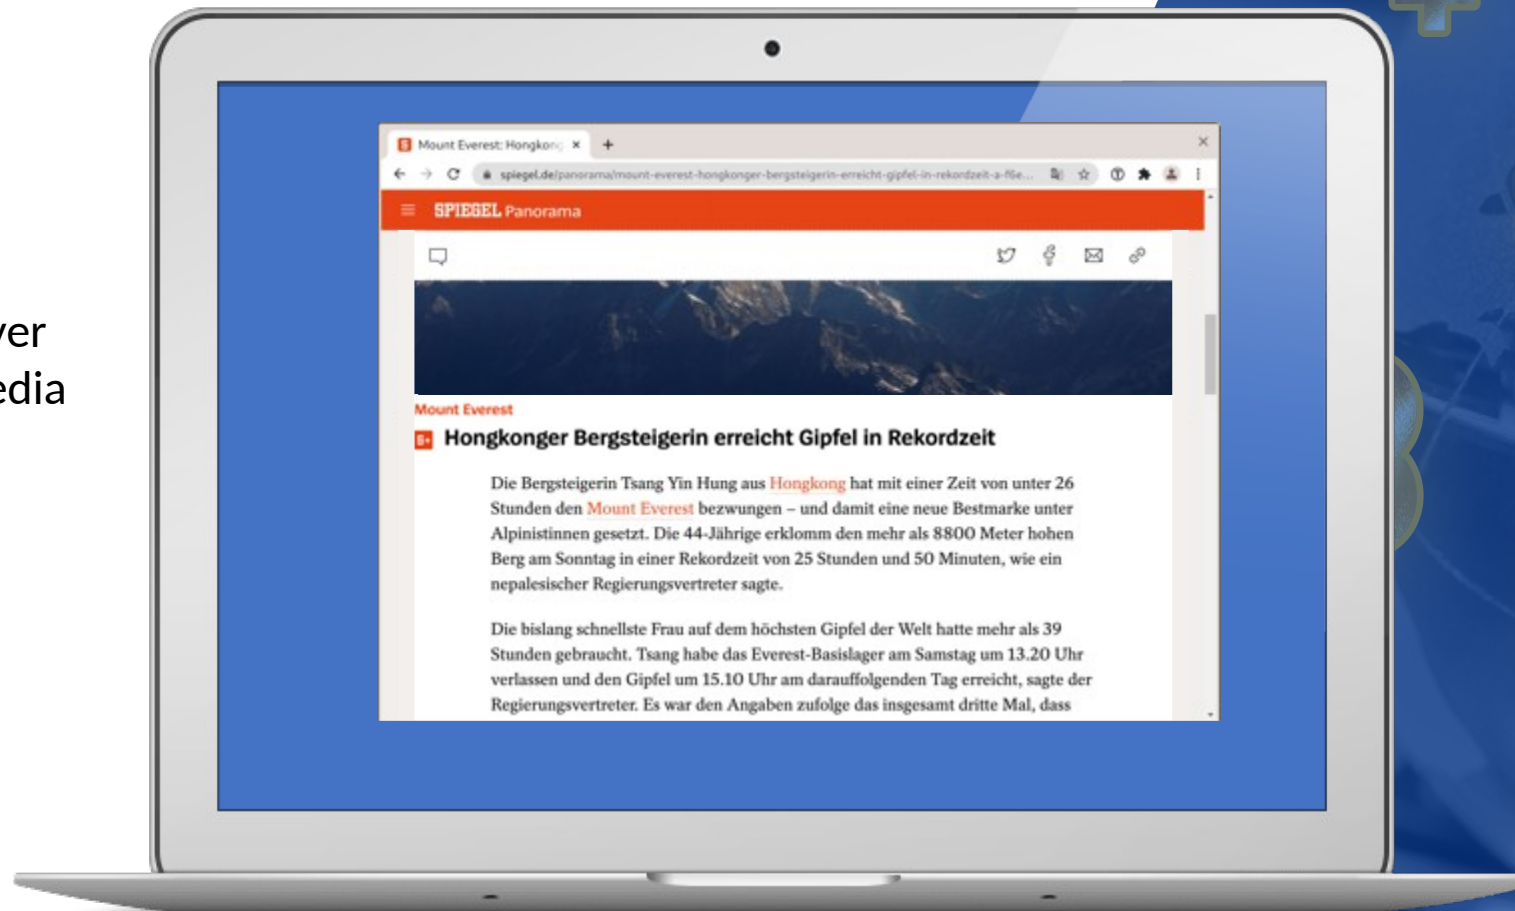 ver
edia
Mount Everest: Hongkong
spiegel.de/panorama/mount-everest-hongkonger-bergsteigerin-erreicht-gipfel-in-rekordzeit-a-f6e...
SPIEGEL Panorama
Mount Everest
S+ Hongkonger Bergsteigerin erreicht Gipfel in Rekordzeit
Die Bergsteigerin Tsang Yin Hung aus Hongkong hat mit einer Zeit von unter 26
Stunden den Mount Everest bezwungen – und damit eine neue Bestmarke unter
Alpinistinnen gesetzt. Die 44-Jährige erklomm den mehr als 8800 Meter hohen
Berg am Sonntag in einer Rekordzeit von 25 Stunden und 50 Minuten, wie ein
nepalesischer Regierungsvertreter sagte.
Die bislang schnellste Frau auf dem höchsten Gipfel der Welt hatte mehr als 39
Stunden gebraucht. Tsang habe das Everest-Basislager am Samstag um 13.20 Uhr
verlassen und den Gipfel um 15.10 Uhr am darauffolgenden Tag erreicht, sagte der
Regierungsvertreter. Es war den Angaben zufolge das insgesamt dritte Mal, dass